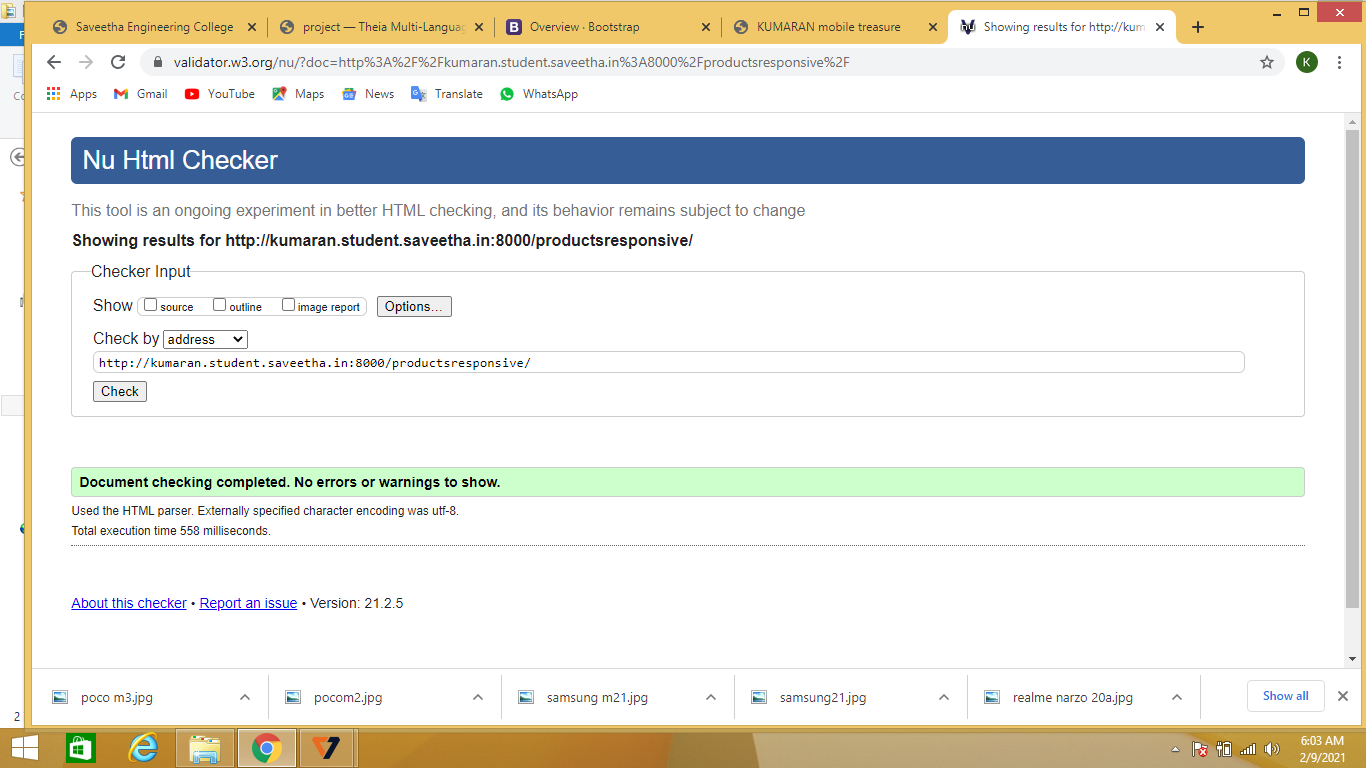 Saveetha Engineering College
project — Theia Multi-Languag
Overview · Bootstrap
KUMARAN mobile treasure
Showing results for http://kum
validator.w3.org/nu/?doc=http%3A%2F%2Fkumaran.student.saveetha.in%3A8000%2Fproductsresponsive%2F
K
Apps Gmail YouTube Maps News Translate WhatsApp
Nu Html Checker
This tool is an ongoing experiment in better HTML checking, and its behavior remains subject to change
Showing results for http://kumaran.student.saveetha.in:8000/productsresponsive/
Checker Input
Show source outline image report Options...
Check by address
http://kumaran.student.saveetha.in:8000/productsresponsive/
Check
Document checking completed. No errors or warnings to show.
Used the HTML parser. Externally specified character encoding was utf-8.
Total execution time 558 milliseconds.
About this checker • Report an issue • Version: 21.2.5
poco m3.jpg
pocom2.jpg
samsung m21.jpg
samsung21.jpg
realme narzo 20a.jpg
Show all
2
6:03 AM
2/9/2021